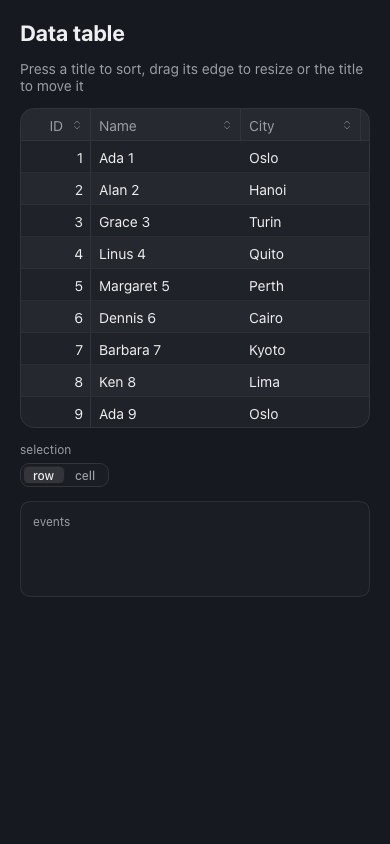 Data table
Press a title to sort, drag its edge to resize or the title
to move it
ID Name City
1 Ada 1 Oslo
2 Alan 2 Hanoi
3 Grace 3 Turin
4 Linus 4 Quito
5 Margaret 5 Perth
6 Dennis 6 Cairo
7 Barbara 7 Kyoto
8 Ken 8 Lima
9 Ada 9 Oslo
selection
row cell
events